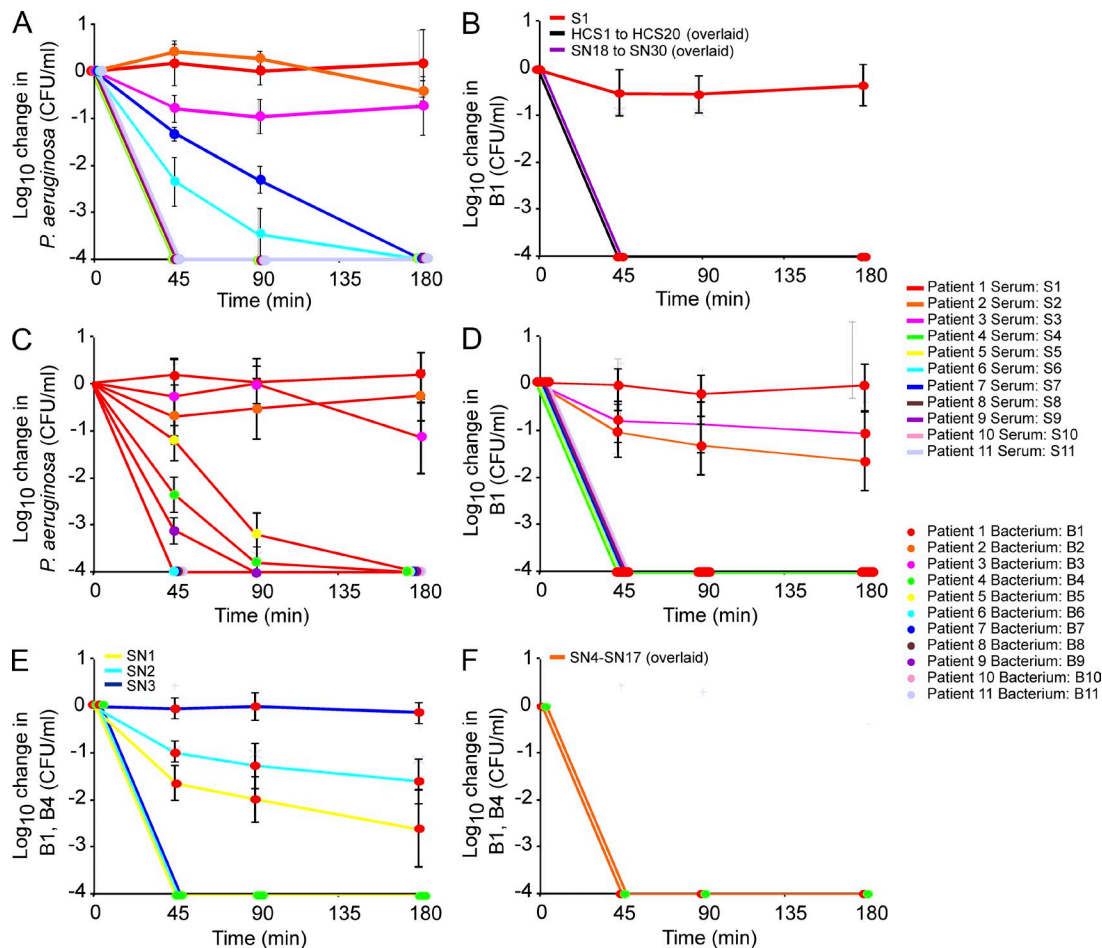 A
Log10 change in
P. aeruginosa (CFU/ml)
1
0
-1
-2
-3
-4
0
45
90
135
180
Time (min)
B
S1
HCS1 to HCS20 (overlaid)
SN18 to SN30 (overlaid)
Log10 change in
B1 (CFU/ml)
1
0
-1
-2
-3
-4
0
45
90
135
180
Time (min)
C
Log10 change in
P. aeruginosa (CFU/ml)
1
0
-1
-2
-3
-4
0
45
90
135
180
Time (min)
D
Log10 change in
B1 (CFU/ml)
1
0
-1
-2
-3
-4
0
45
90
135
180
Time (min)
Patient 1 Serum: S1
Patient 2 Serum: S2
Patient 3 Serum: S3
Patient 4 Serum: S4
Patient 5 Serum: S5
Patient 6 Serum: S6
Patient 7 Serum: S7
Patient 8 Serum: S8
Patient 9 Serum: S9
Patient 10 Serum: S10
Patient 11 Serum: S11
Patient 1 Bacterium: B1
Patient 2 Bacterium: B2
Patient 3 Bacterium: B3
Patient 4 Bacterium: B4
Patient 5 Bacterium: B5
Patient 6 Bacterium: B6
Patient 7 Bacterium: B7
Patient 8 Bacterium: B8
Patient 9 Bacterium: B9
Patient 10 Bacterium: B10
Patient 11 Bacterium: B11
E
SN1
SN2
SN3
Log10 change in
B1, B4 (CFU/ml)
1
0
-1
-2
-3
-4
0
45
90
135
180
Time (min)
F
SN4-SN17 (overlaid)
Log10 change in
B1, B4 (CFU/ml)
1
0
-1
-2
-3
-4
0
45
90
135
180
Time (min)